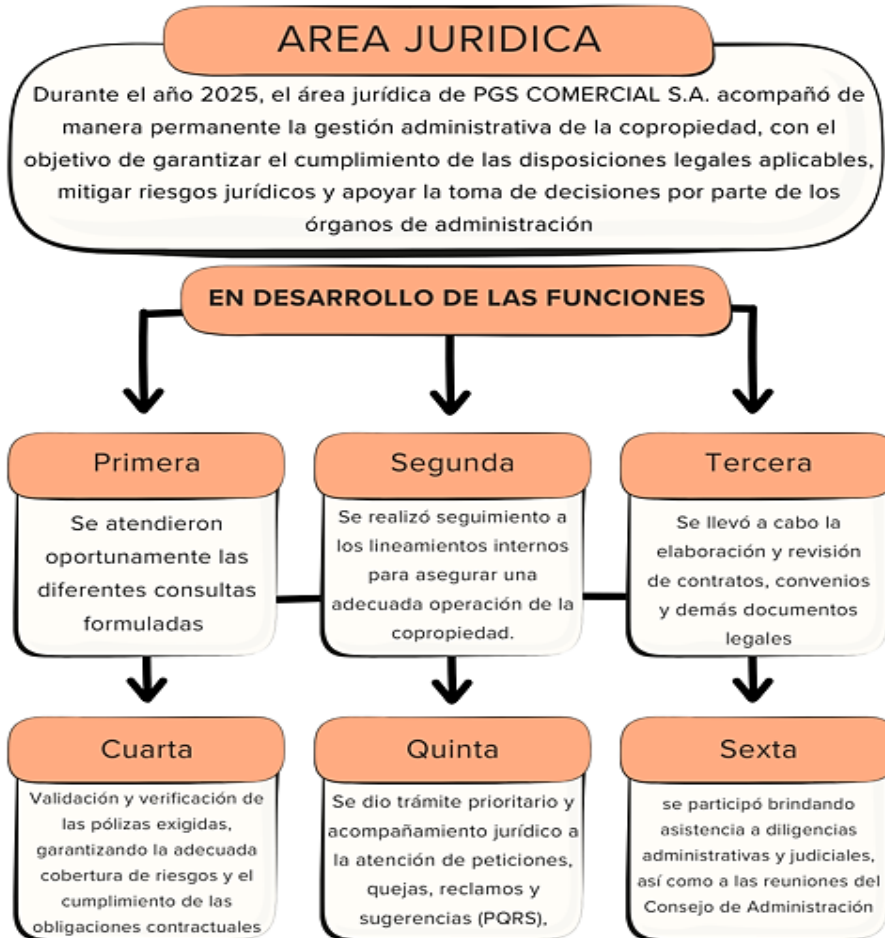 AREA JURIDICA
Durante el año 2025, el área jurídica de PGS COMERCIAL S.A. acompañó de
manera permanente la gestión administrativa de la copropiedad, con el
objetivo de garantizar el cumplimiento de las disposiciones legales aplicables,
mitigar riesgos jurídicos y apoyar la toma de decisiones por parte de los
órganos de administración
EN DESARROLLO DE LAS FUNCIONES
Primera
Se atendieron
oportunamente las
diferentes consultas
formuladas
Segunda
Se realizó seguimiento a
los lineamientos internos
para asegurar una
adecuada operación de la
copropiedad.
Tercera
Se llevó a cabo la
elaboración y revisión
de contratos, convenios
y demás documentos
legales
Cuarta
Validación y verificación de
las pólizas exigidas,
garantizando la adecuada
cobertura de riesgos y el
cumplimiento de las
obligaciones contractuales
Quinta
Se dio trámite prioritario y
acompañamiento jurídico a
la atención de peticiones,
quejas, reclamos y
sugerencias (PQRS),
Sexta
se participó brindando
asistencia a diligencias
administrativas y judiciales,
así como a las reuniones del
Consejo de Administración